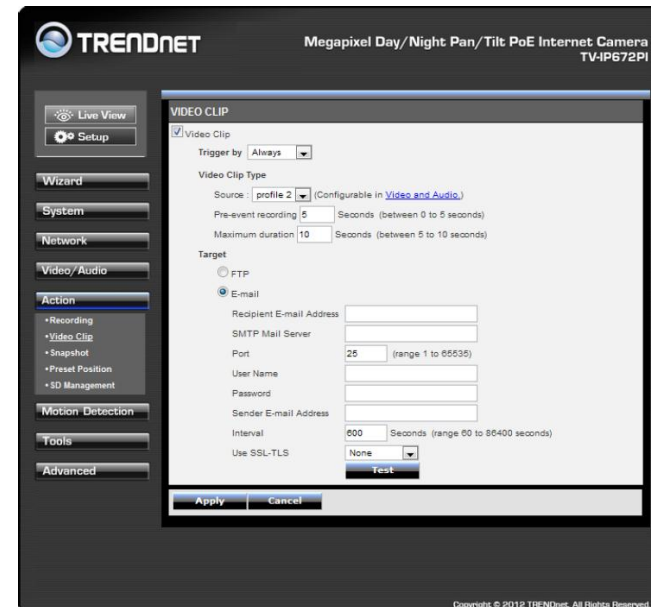 TRENDNET
Megapixel Day/Night Pan/Tilt PoE Internet Camera
TV-IP672PI
Live View
Setup
Wizard
System
Network
Video/Audio
Action
•Recording
•Video Clip
•Snapshot
•Preset Position
•SD Management
Motion Detection
Tools
Advanced
VIDEO CLIP
Video Clip
Trigger by Always
Video Clip Type
Source : profile 2 (Configurable in Video and Audio.)
Pre-event recording 5 Seconds (between 0 to 5 seconds)
Maximum duration 10 Seconds (between 5 to 10 seconds)
Target
FTP
E-mail
Recipient E-mail Address
SMTP Mail Server
Port 25 (range 1 to 65535)
User Name
Password
Sender E-mail Address
Interval 600 Seconds (range 60 to 86400 seconds)
Use SSL-TLS None
Test
Apply Cancel
Copyright © 2012 TRENDnet. All Rights Reserved.